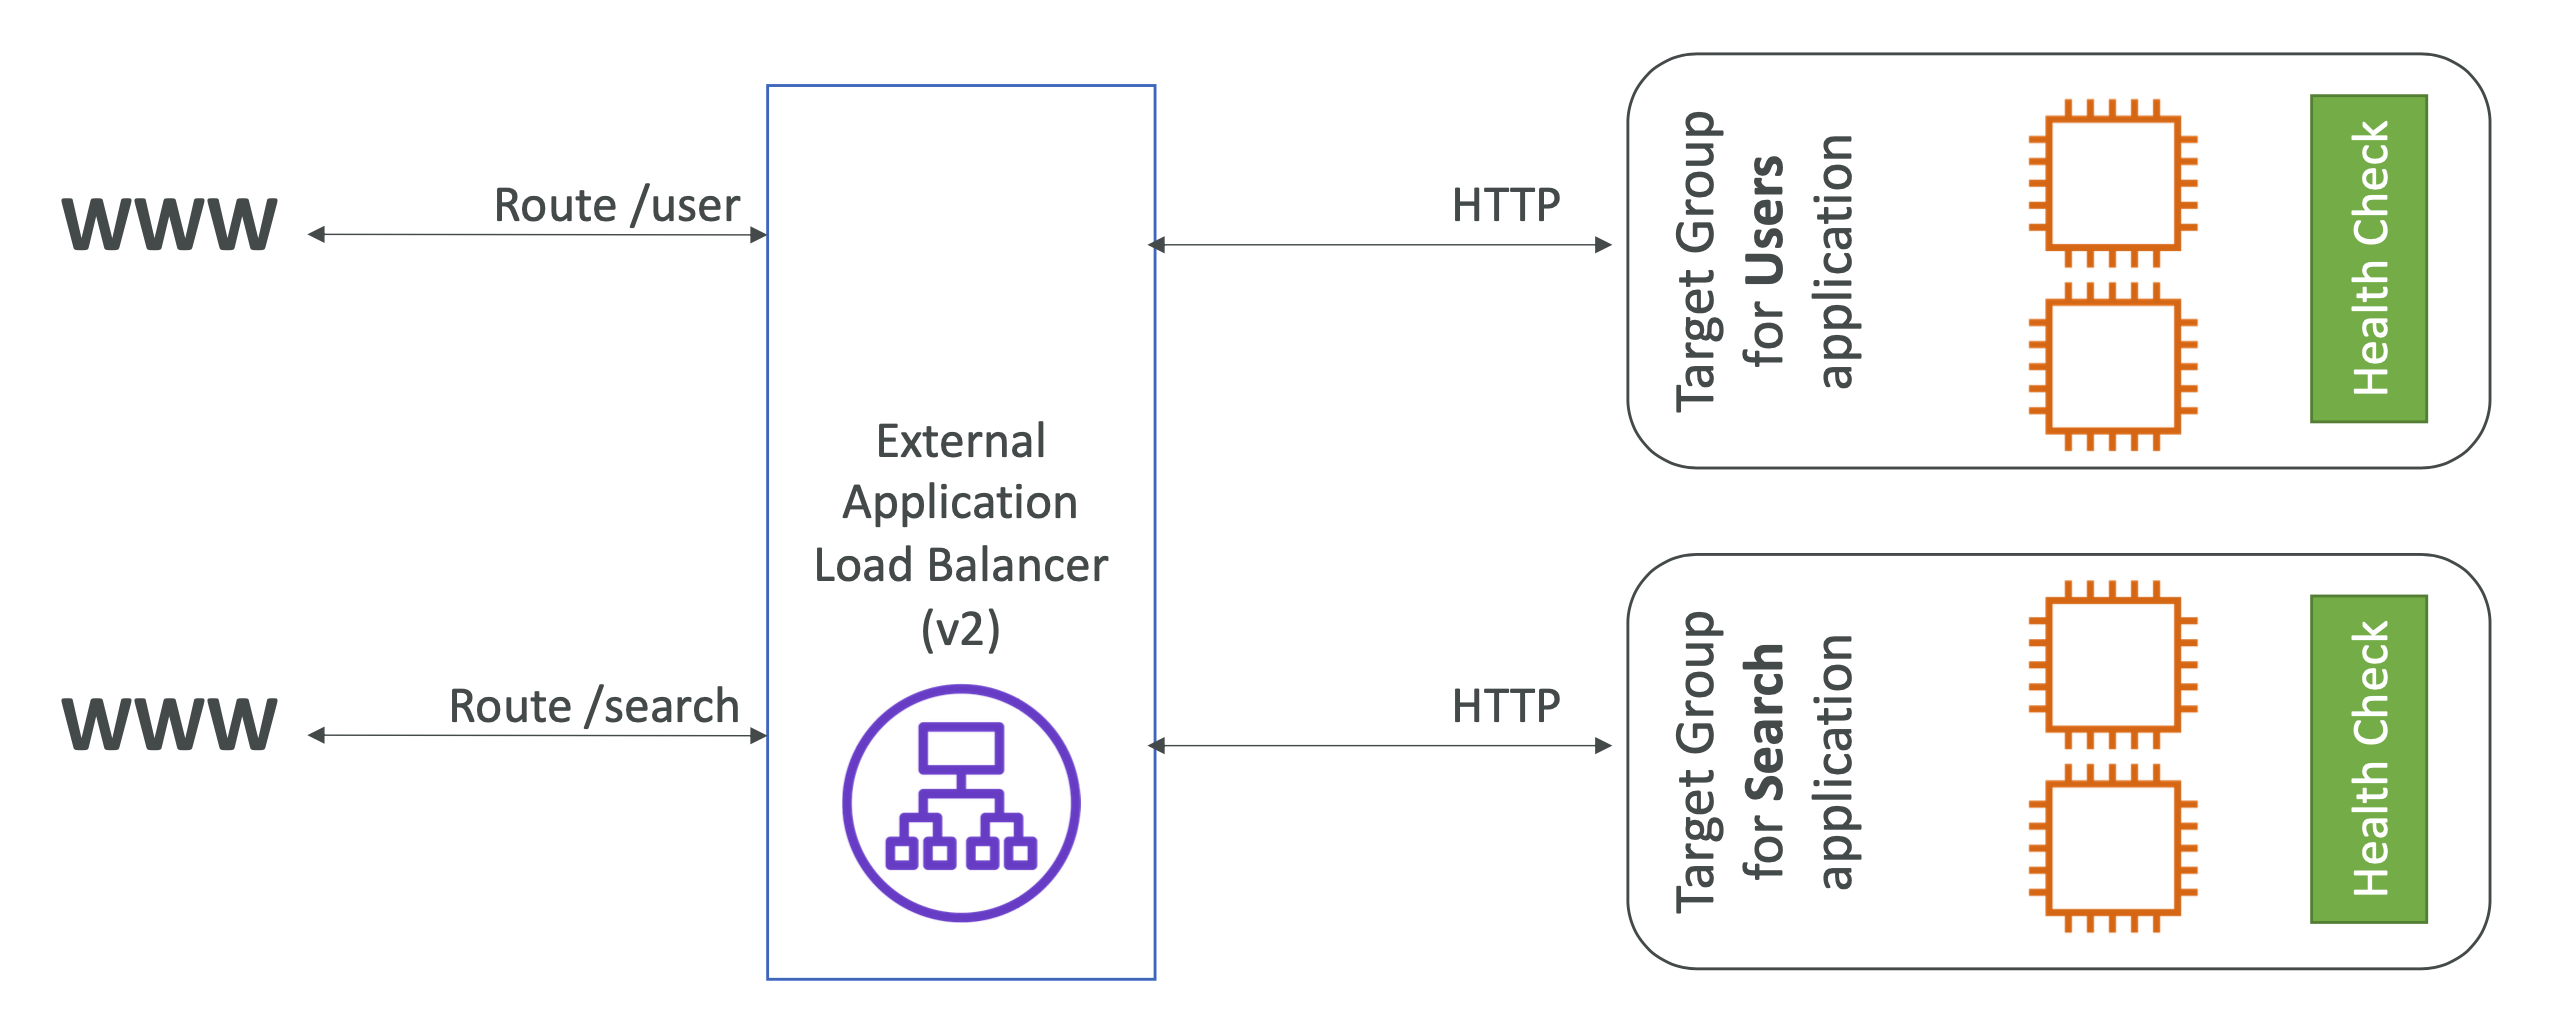 WWW
Route /user
HTTP
Target Group
for Users
application
Health Check
External
Application
Load Balancer
(v2)
WWW
Route /search
HTTP
Target Group
for Search
application
Health Check